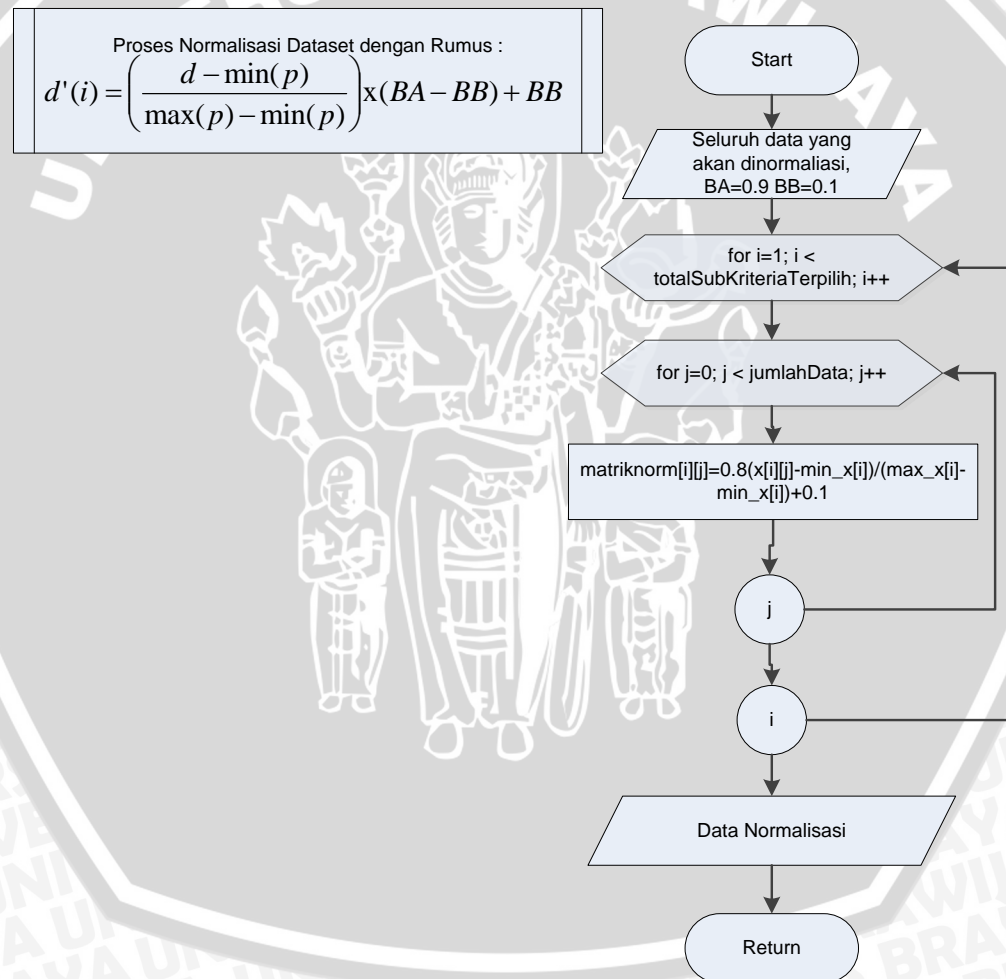 Proses Normalisasi Dataset dengan Rumus :
d'(i) = ( (d − min(p)) / (max(p) − min(p)) ) x(BA − BB) + BB
Start
Seluruh data yang
akan dinormaliasi,
BA=0.9 BB=0.1
for i=1; i <
totalSubKriteriaTerpilih; i++
for j=0; j < jumlahData; j++
matriknorm[i][j]=0.8(x[i][j]-min_x[i])/(max_x[i]-
min_x[i])+0.1
j
i
Data Normalisasi
Return